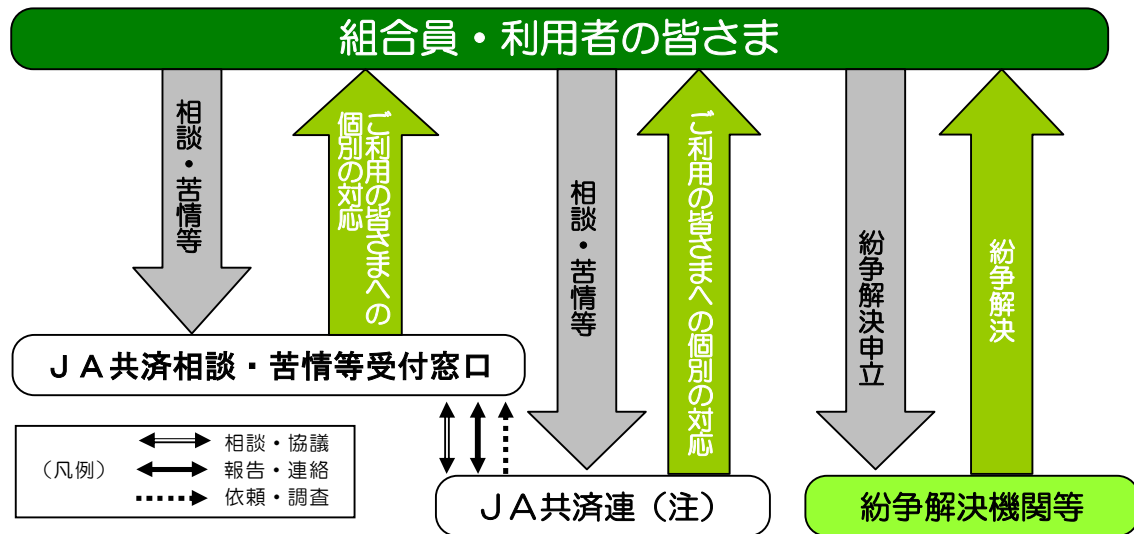 組合員・利用者の皆さま
相談・苦情等
ご利用の皆さまへの
個別の対応
相談・苦情等
ご利用の皆さまへの個別の対応
紛争解決申立
紛争解決
ＪＡ共済相談・苦情等受付窓口
（凡例）
相談・協議
報告・連絡
依頼・調査
ＪＡ共済連（注）
紛争解決機関等